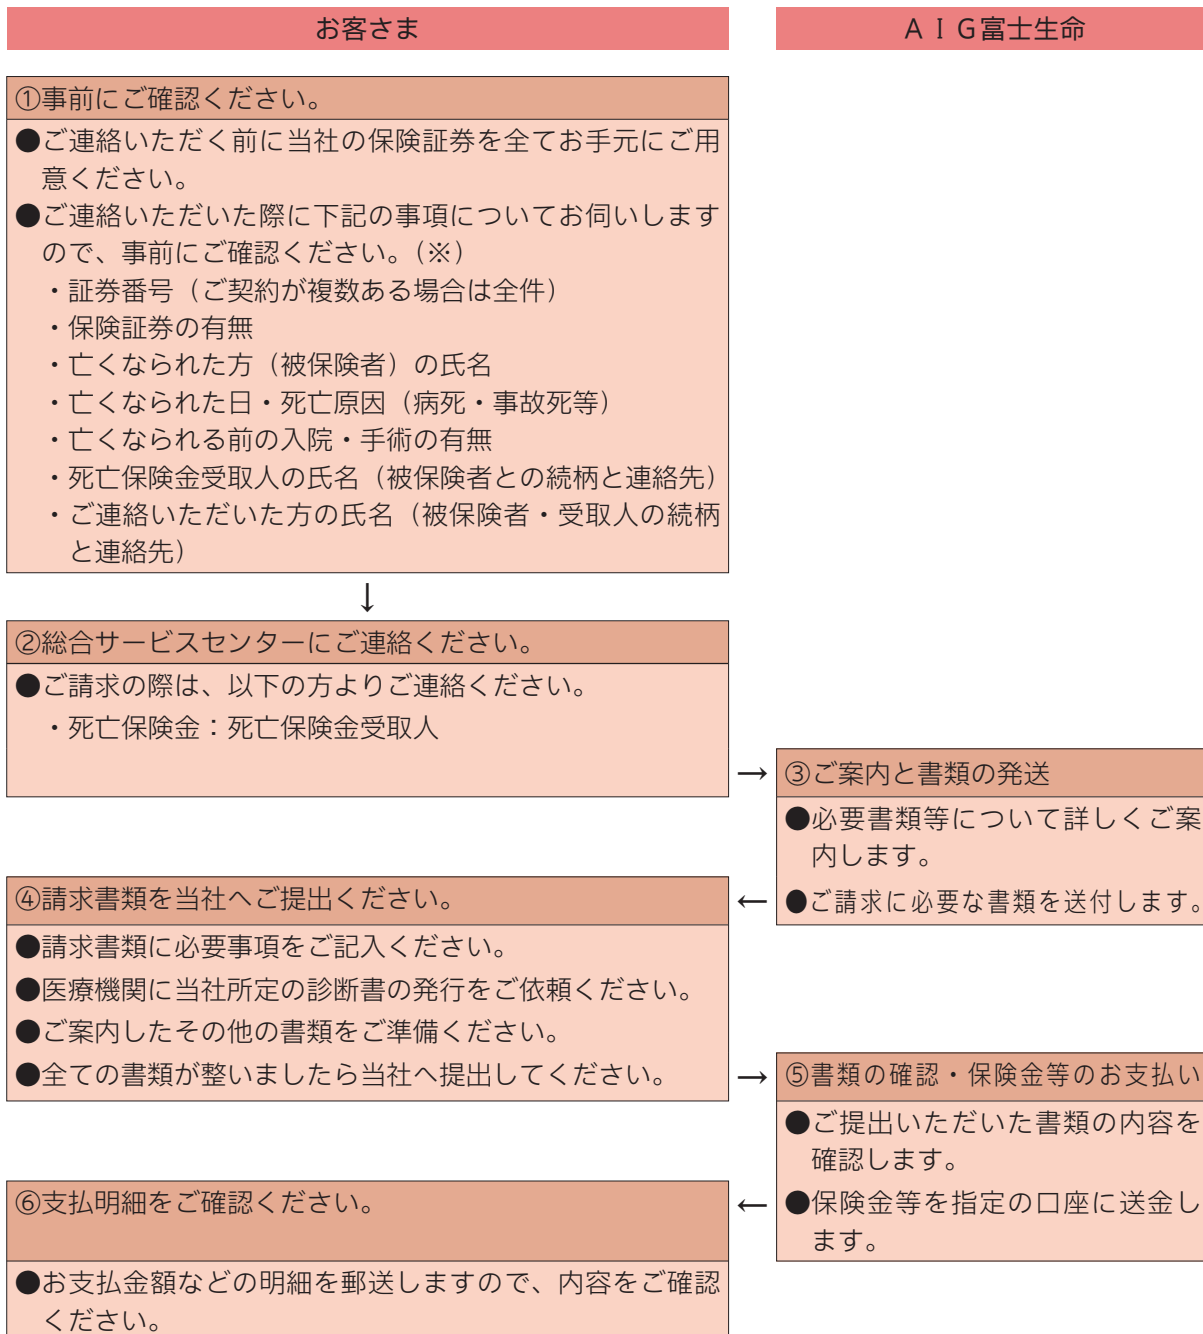 お客さま
ＡＩＧ富士生命
①事前にご確認ください。
●ご連絡いただく前に当社の保険証券を全てお手元にご用
意ください。
●ご連絡いただいた際に下記の事項についてお伺いします
ので、事前にご確認ください。（※）
・証券番号（ご契約が複数ある場合は全件）
・保険証券の有無
・亡くなられた方（被保険者）の氏名
・亡くなられた日・死亡原因（病死・事故死等）
・亡くなられる前の入院・手術の有無
・死亡保険金受取人の氏名（被保険者との続柄と連絡先）
・ご連絡いただいた方の氏名（被保険者・受取人の続柄
と連絡先）
↓
②総合サービスセンターにご連絡ください。
●ご請求の際は、以下の方よりご連絡ください。
・死亡保険金：死亡保険金受取人
→
③ご案内と書類の発送
●必要書類等について詳しくご案
内します。
●ご請求に必要な書類を送付します。
←
④請求書類を当社へご提出ください。
●請求書類に必要事項をご記入ください。
●医療機関に当社所定の診断書の発行をご依頼ください。
●ご案内したその他の書類をご準備ください。
●全ての書類が整いましたら当社へ提出してください。
→
⑤書類の確認・保険金等のお支払い
●ご提出いただいた書類の内容を
確認します。
●保険金等を指定の口座に送金し
ます。
←
⑥支払明細をご確認ください。
●お支払金額などの明細を郵送しますので、内容をご確認
ください。